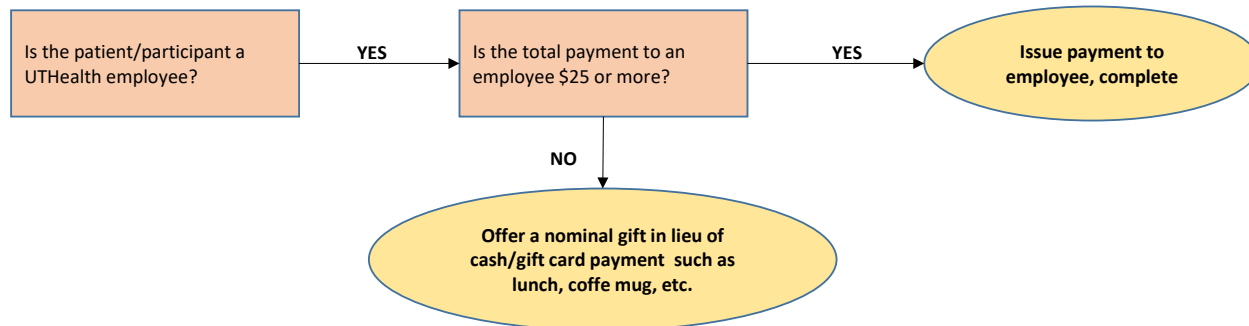 Is the patient/participant a
UTHealth employee?
YES
Is the total payment to an
employee $25 or more?
YES
Issue payment to
employee, complete
NO
Offer a nominal gift in lieu of
cash/gift card payment  such as
lunch, coffe mug, etc.